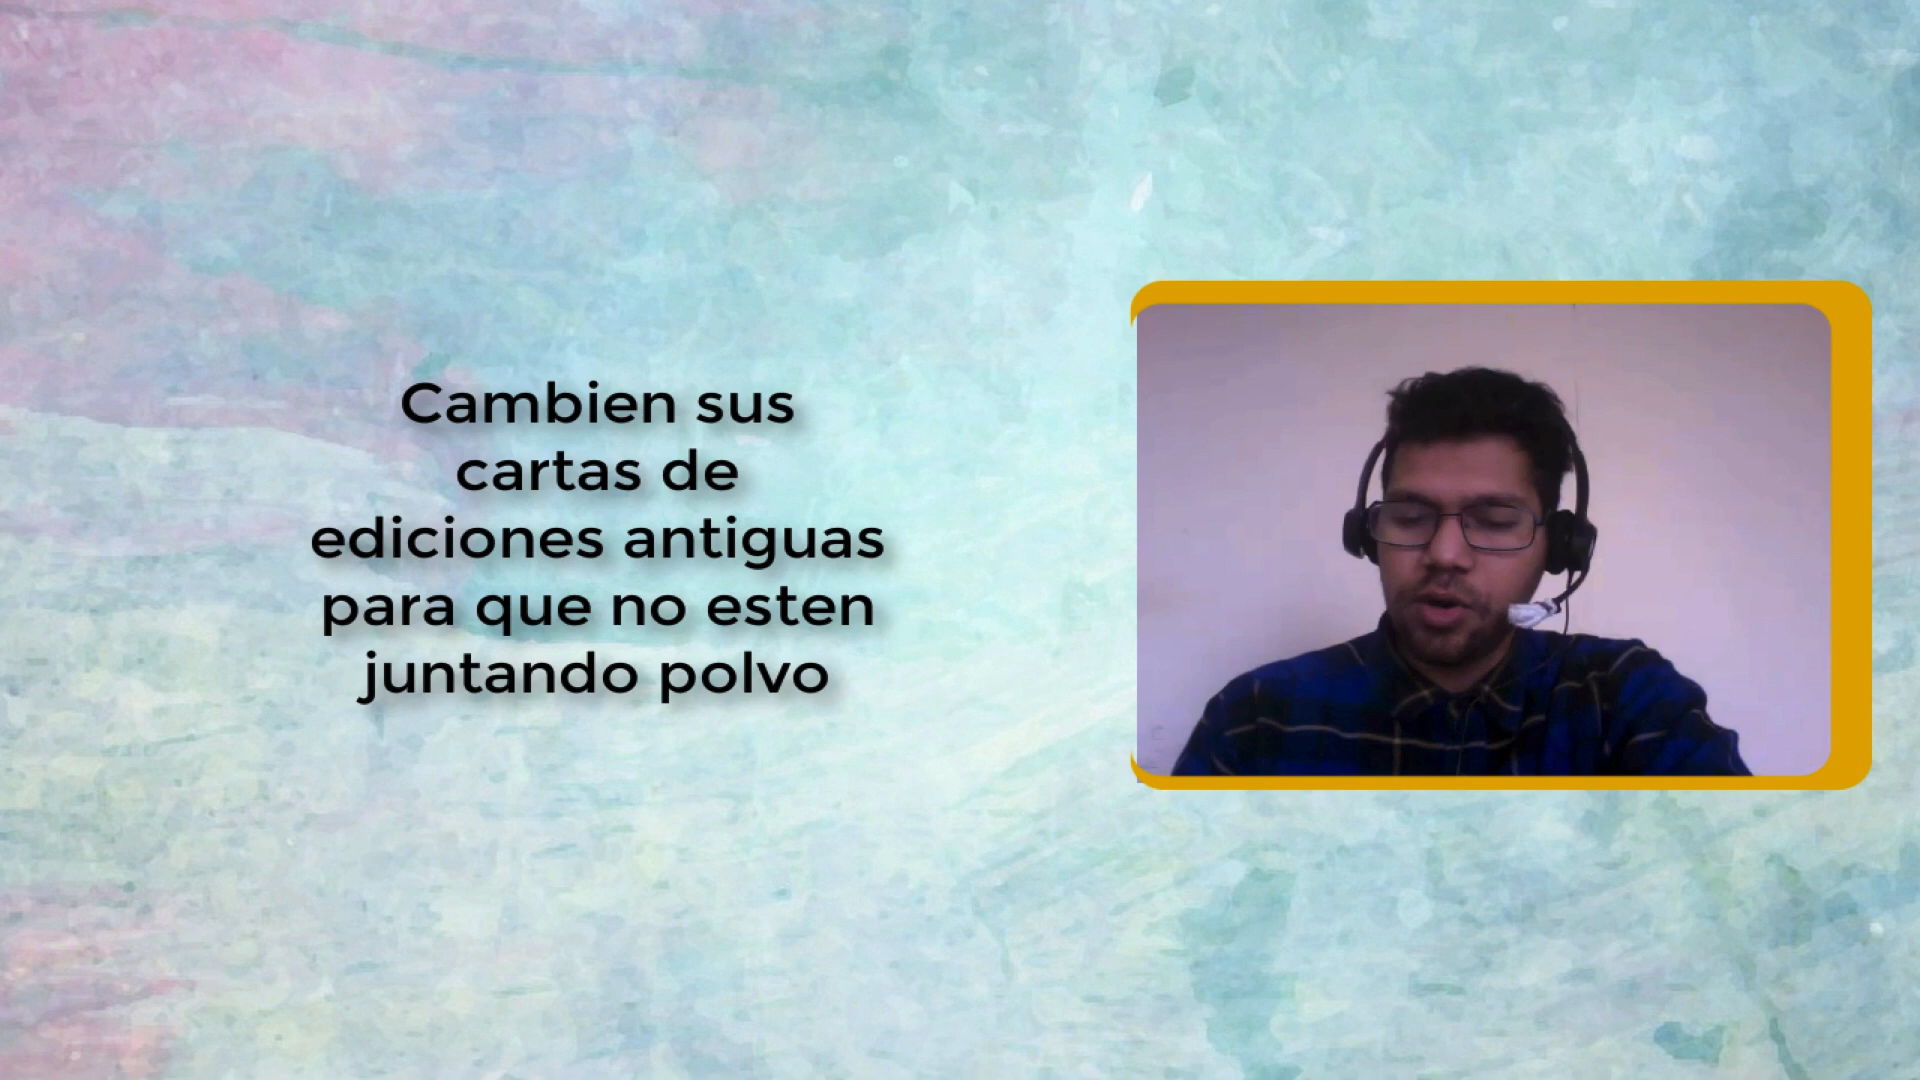 Cambien sus
cartas de
ediciones antiguas
para que no esten
juntando polvo